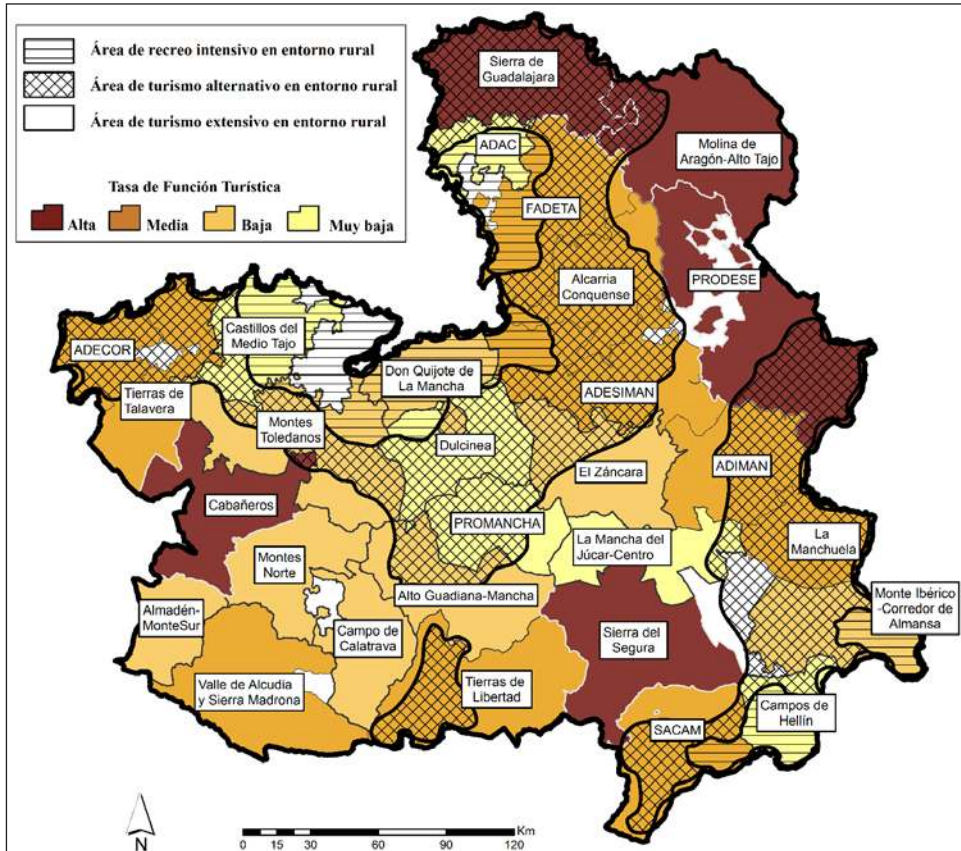 Área de recreo intensivo en entorno rural
Área de turismo alternativo en entorno rural
Área de turismo extensivo en entorno rural
Tasa de Función Turística
Alta
Media
Baja
Muy baja
Sierra de
Guadalajara
ADAC
Molina de
Aragón-Alto Tajo
FADETA
Alcarria
Conquense
PRODESE
Castillos del
Medio Tajo
ADECOR
Don Quijote de
La Mancha
Tierras de
Talavera
ADESIMAN
Montes
Toledanos
Dulcinea
El Záncara
ADIMAN
Cabañeros
PROMANCHA
La Mancha del
Júcar-Centro
La
Manchuela
Montes
Norte
Alto Guadiana-Mancha
Monte Ibérico
-Corredor de
Almansa
Almadén-
MonteSur
Campo de
Calatrava
Sierra del
Segura
Valle de Alcudia
y Sierra Madrona
Tierras de
Libertad
Campos de
Hellín
SACAM
N
Km
0 15 30 60 90 120